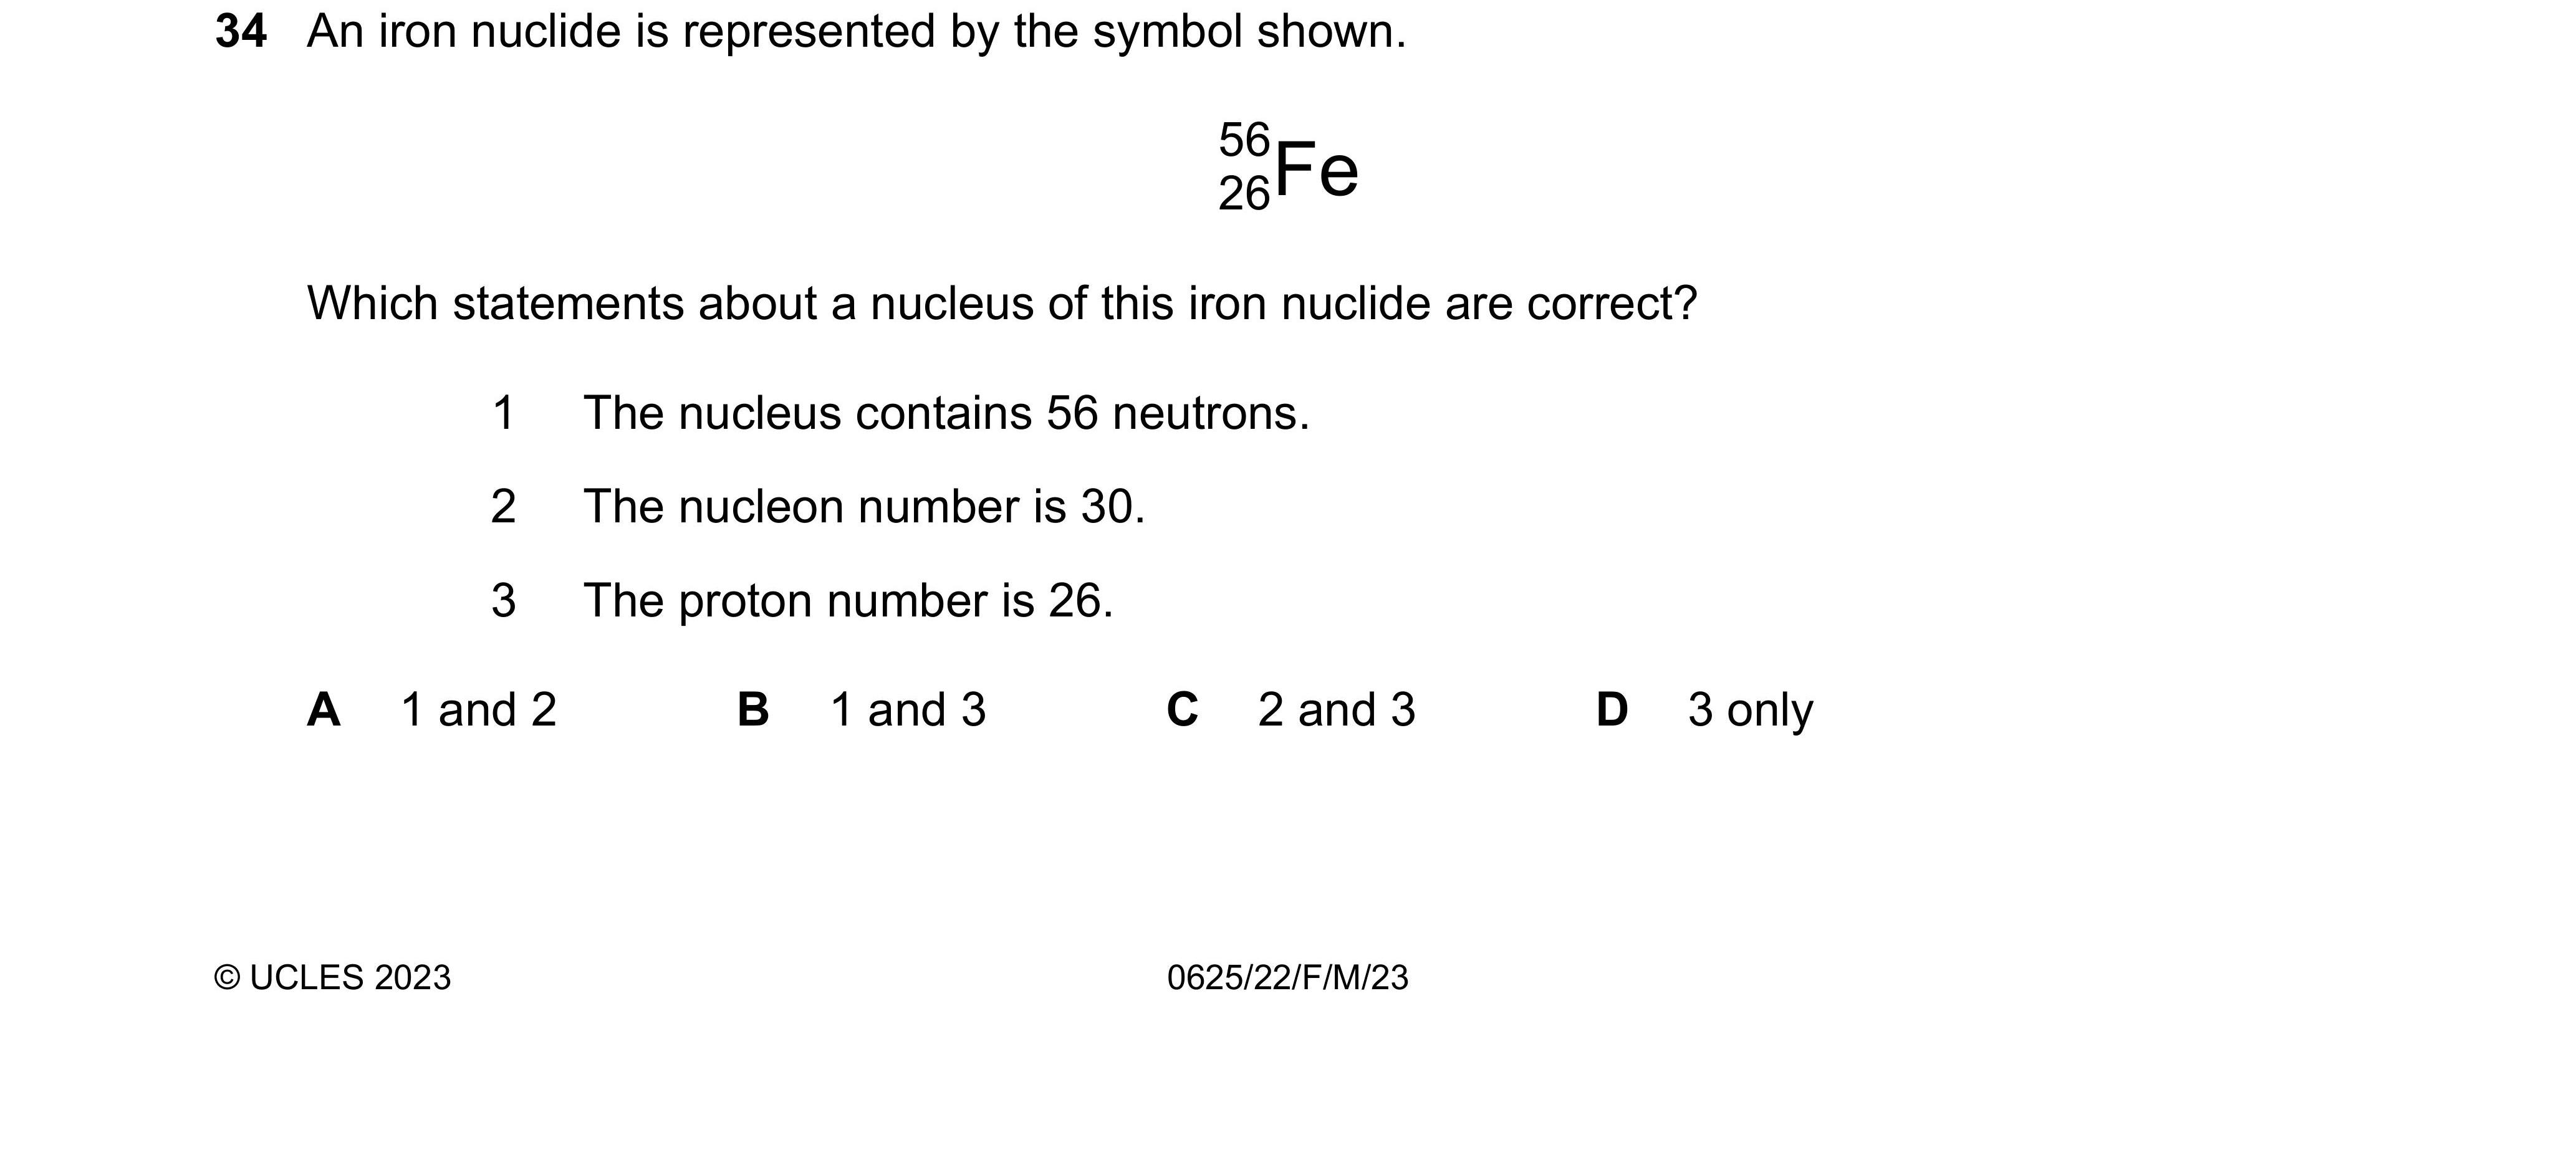 34 An iron nuclide is represented by the symbol shown.
56
26 Fe
Which statements about a nucleus of this iron nuclide are correct?
1 The nucleus contains 56 neutrons.
2 The nucleon number is 30.
3 The proton number is 26.
A 1 and 2 B 1 and 3 C 2 and 3 D 3 only
© UCLES 2023 0625/22/F/M/23